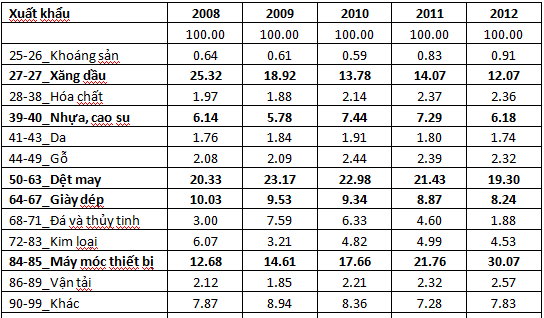 Xuất khẩu 2008 2009 2010 2011 2012
100.00 100.00 100.00 100.00 100.00
25-26_Khoáng sản 0.64 0.61 0.59 0.83 0.91
27-27_Xăng dầu 25.32 18.92 13.78 14.07 12.07
28-38_Hóa chất 1.97 1.88 2.14 2.37 2.36
39-40_Nhựa, cao su 6.14 5.78 7.44 7.29 6.18
41-43_Da 1.76 1.84 1.91 1.80 1.74
44-49_Gỗ 2.08 2.09 2.44 2.39 2.32
50-63_Dệt may 20.33 23.17 22.98 21.43 19.30
64-67_Giày dép 10.03 9.53 9.34 8.87 8.24
68-71_Đá và thủy tinh 3.00 7.59 6.33 4.60 1.88
72-83_Kim loại 6.07 3.21 4.82 4.99 4.53
84-85_Máy móc thiết bị 12.68 14.61 17.66 21.76 30.07
86-89_Vận tải 2.12 1.85 2.21 2.32 2.57
90-99_Khác 7.87 8.94 8.36 7.28 7.83